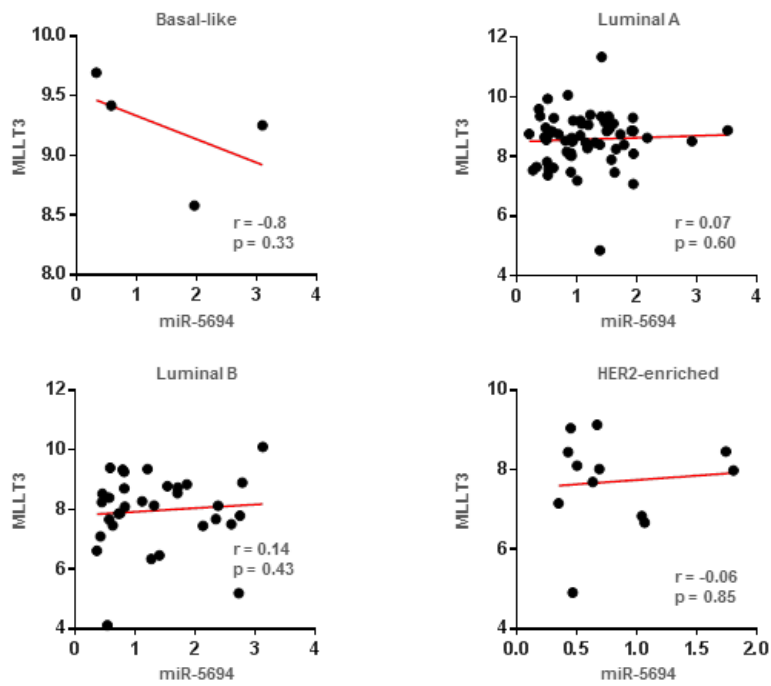 Basal-like
10.0
9.5
9.0
8.5
8.0
MLLT3
r = -0.8
p = 0.33
0 1 2 3 4
miR-5694
Luminal A
12
10
8
6
4
MLLT3
r = 0.07
p = 0.60
0 1 2 3 4
miR-5694
Luminal B
12
10
8
6
4
MLLT3
r = 0.14
p = 0.43
0 1 2 3 4
miR-5694
HER2-enriched
10
8
6
4
MLLT3
r = -0.06
p = 0.85
0.0 0.5 1.0 1.5 2.0
miR-5694